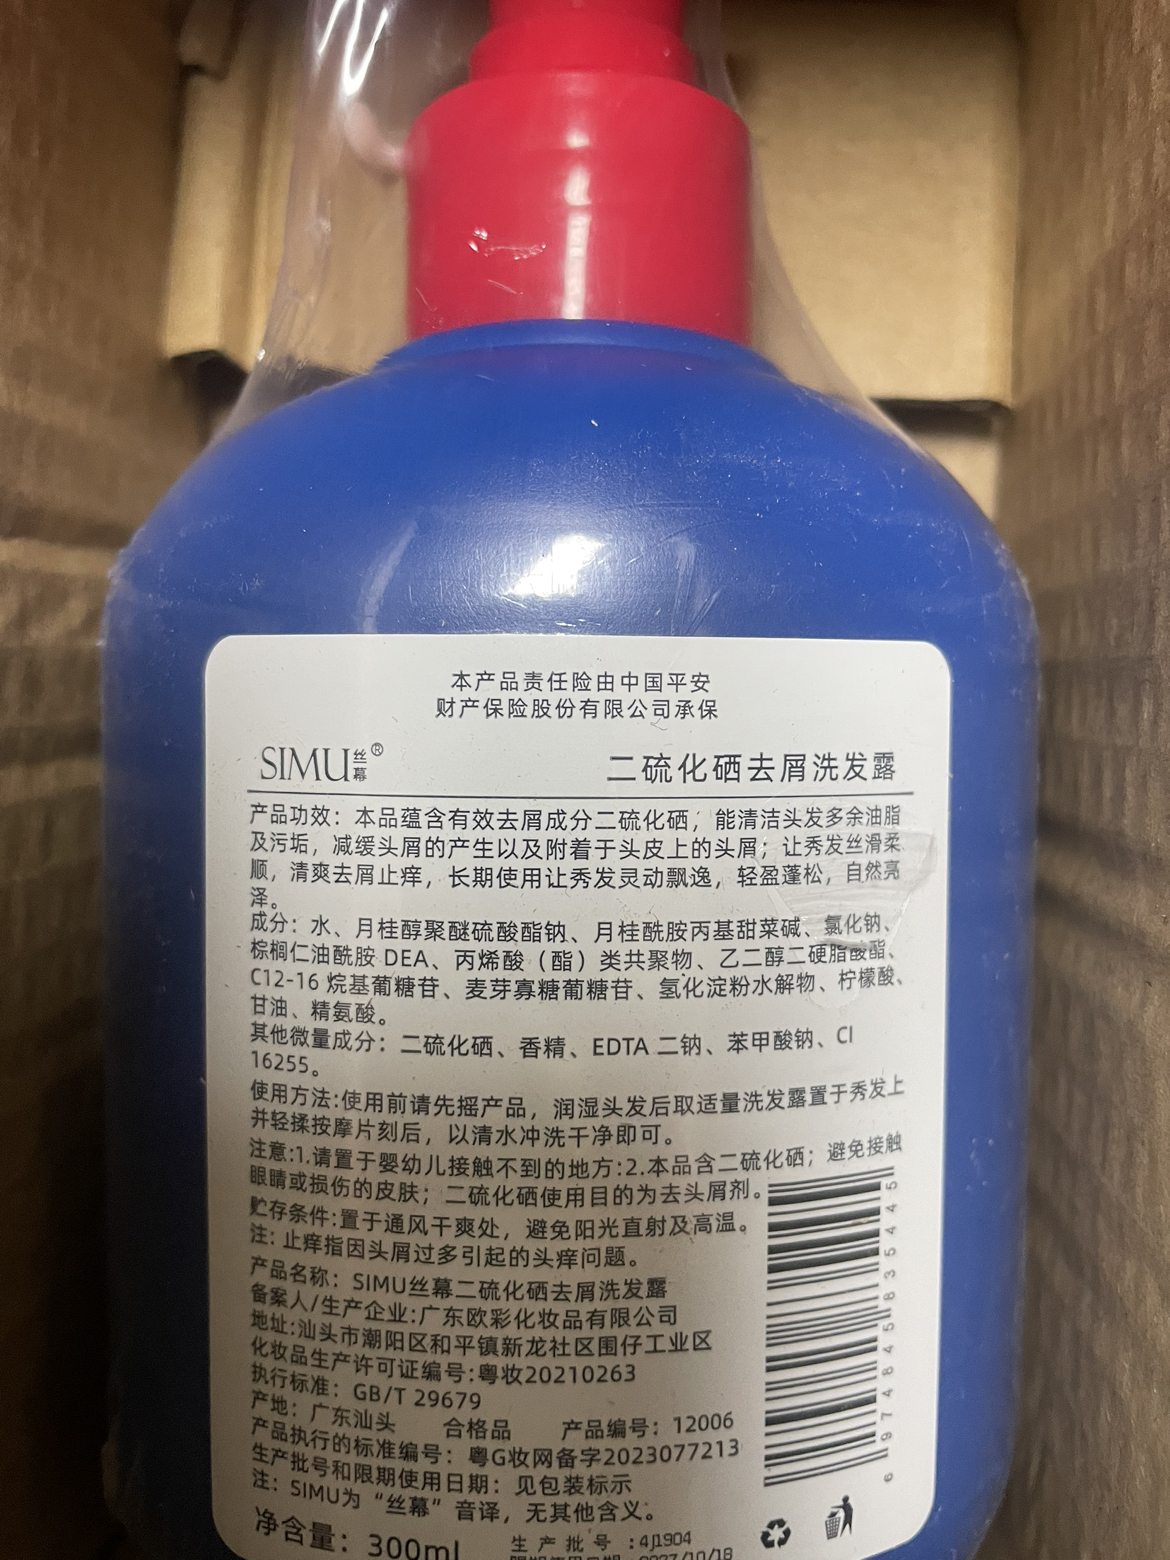 本产品责任险由中国平安
财产保险股份有限公司承保
SIMU丝幕® 二硫化硒去屑洗发露
产品功效：本品蕴含有效去屑成分二硫化硒，能清洁头发多余油脂
及污垢，减缓头屑的产生以及附着于头皮上的头屑；让秀发丝滑柔
顺，清爽去屑止痒，长期使用让秀发灵动飘逸，轻盈蓬松，自然亮
泽。
成分：水、月桂醇聚醚硫酸酯钠、月桂酰胺丙基甜菜碱、氯化钠、
棕榈仁油酰胺 DEA、丙烯酸（酯）类共聚物、乙二醇二硬脂酸酯、
C12-16 烷基葡糖苷、麦芽寡糖葡糖苷、氢化淀粉水解物、柠檬酸、
甘油、精氨酸。
其他微量成分：二硫化硒、香精、EDTA 二钠、苯甲酸钠、CI
16255。
使用方法:使用前请先摇产品，润湿头发后取适量洗发露置于秀发上
并轻揉按摩片刻后，以清水冲洗干净即可。
注意:1.请置于婴幼儿接触不到的地方:2.本品含二硫化硒；避免接触
眼睛或损伤的皮肤；二硫化硒使用目的为去头屑剂。
贮存条件:置于通风干爽处，避免阳光直射及高温。
注：止痒指因头屑过多引起的头痒问题。
产品名称：SIMU丝幕二硫化硒去屑洗发露
备案人/生产企业:广东欧彩化妆品有限公司
地址:汕头市潮阳区和平镇新龙社区围仔工业区
化妆品生产许可证编号:粤妆20210263
执行标准：GB/T 29679
产地：广东汕头 合格品 产品编号：12006
产品执行的标准编号：粤G妆网备字2023077213
生产批号和限期使用日期：见包装标示
注：SIMU为“丝幕”音译，无其他含义。
净含量：300ml
生产批号:4J1904
限期使用日期:2027/10/18
6 974845 835445